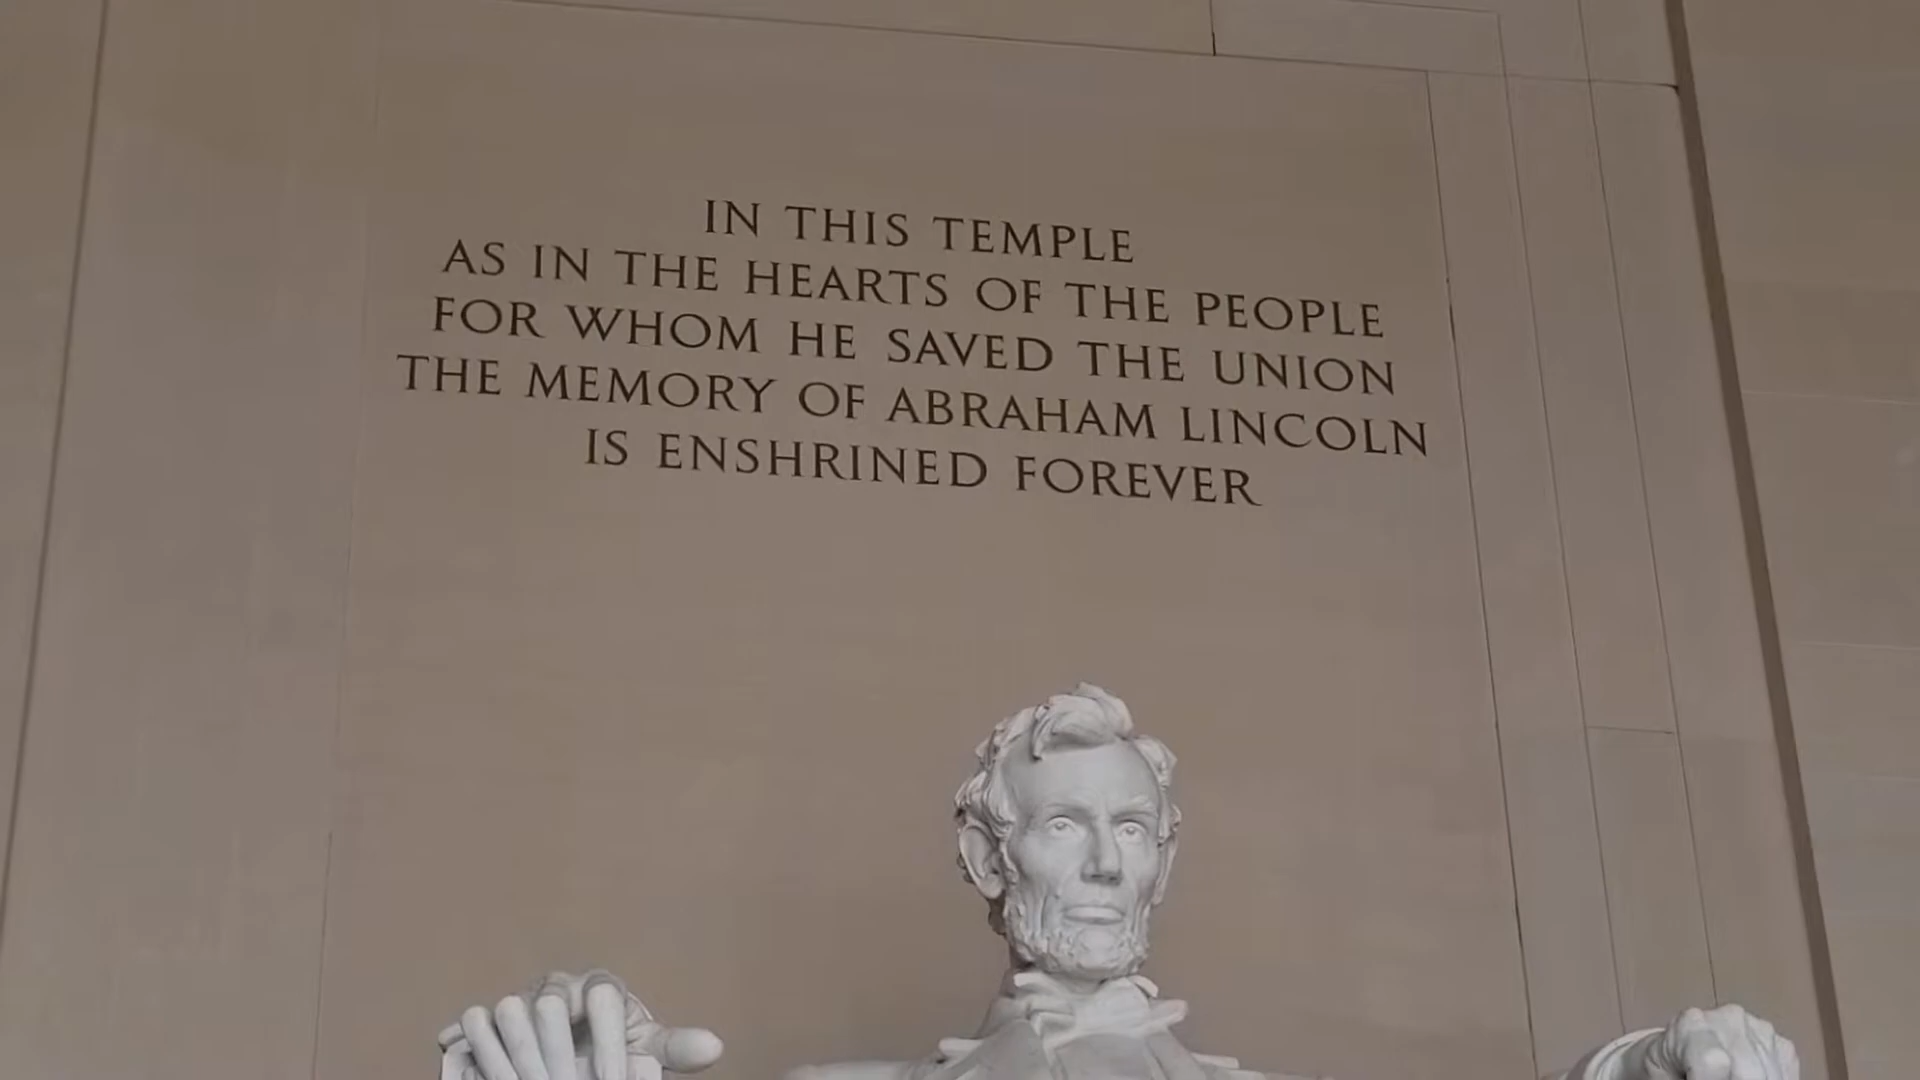 IN THIS TEMPLE
AS IN THE HEARTS OF THE PEOPLE
FOR WHOM HE SAVED THE UNION
THE MEMORY OF ABRAHAM LINCOLN
IS ENSHRINED FOREVER